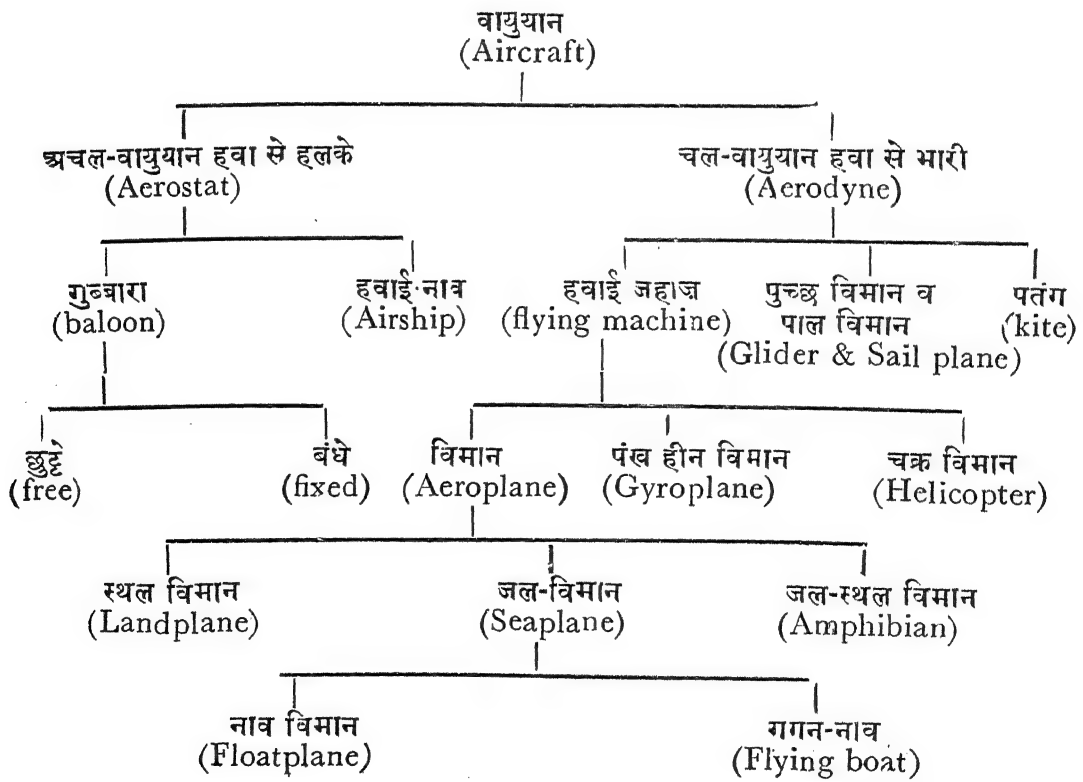 वायुयान
(Aircraft)
अचल-वायुयान हवा से हलके
(Aerostat)
चल-वायुयान हवा से भारी
(Aerodyne)
गुब्बारा
(baloon)
हवाई-नाव
(Airship)
हवाई जहाज़
(flying machine)
पुच्छ विमान व
पाल विमान
(Glider & Sail plane)
पतंग
(kite)
छुट्टे
(free)
बंधे
(fixed)
विमान
(Aeroplane)
पंख हीन विमान
(Gyroplane)
चक्र विमान
(Helicopter)
स्थल विमान
(Landplane)
जल-विमान
(Seaplane)
जल-स्थल विमान
(Amphibian)
नाव विमान
(Floatplane)
गगन-नाव
(Flying boat)